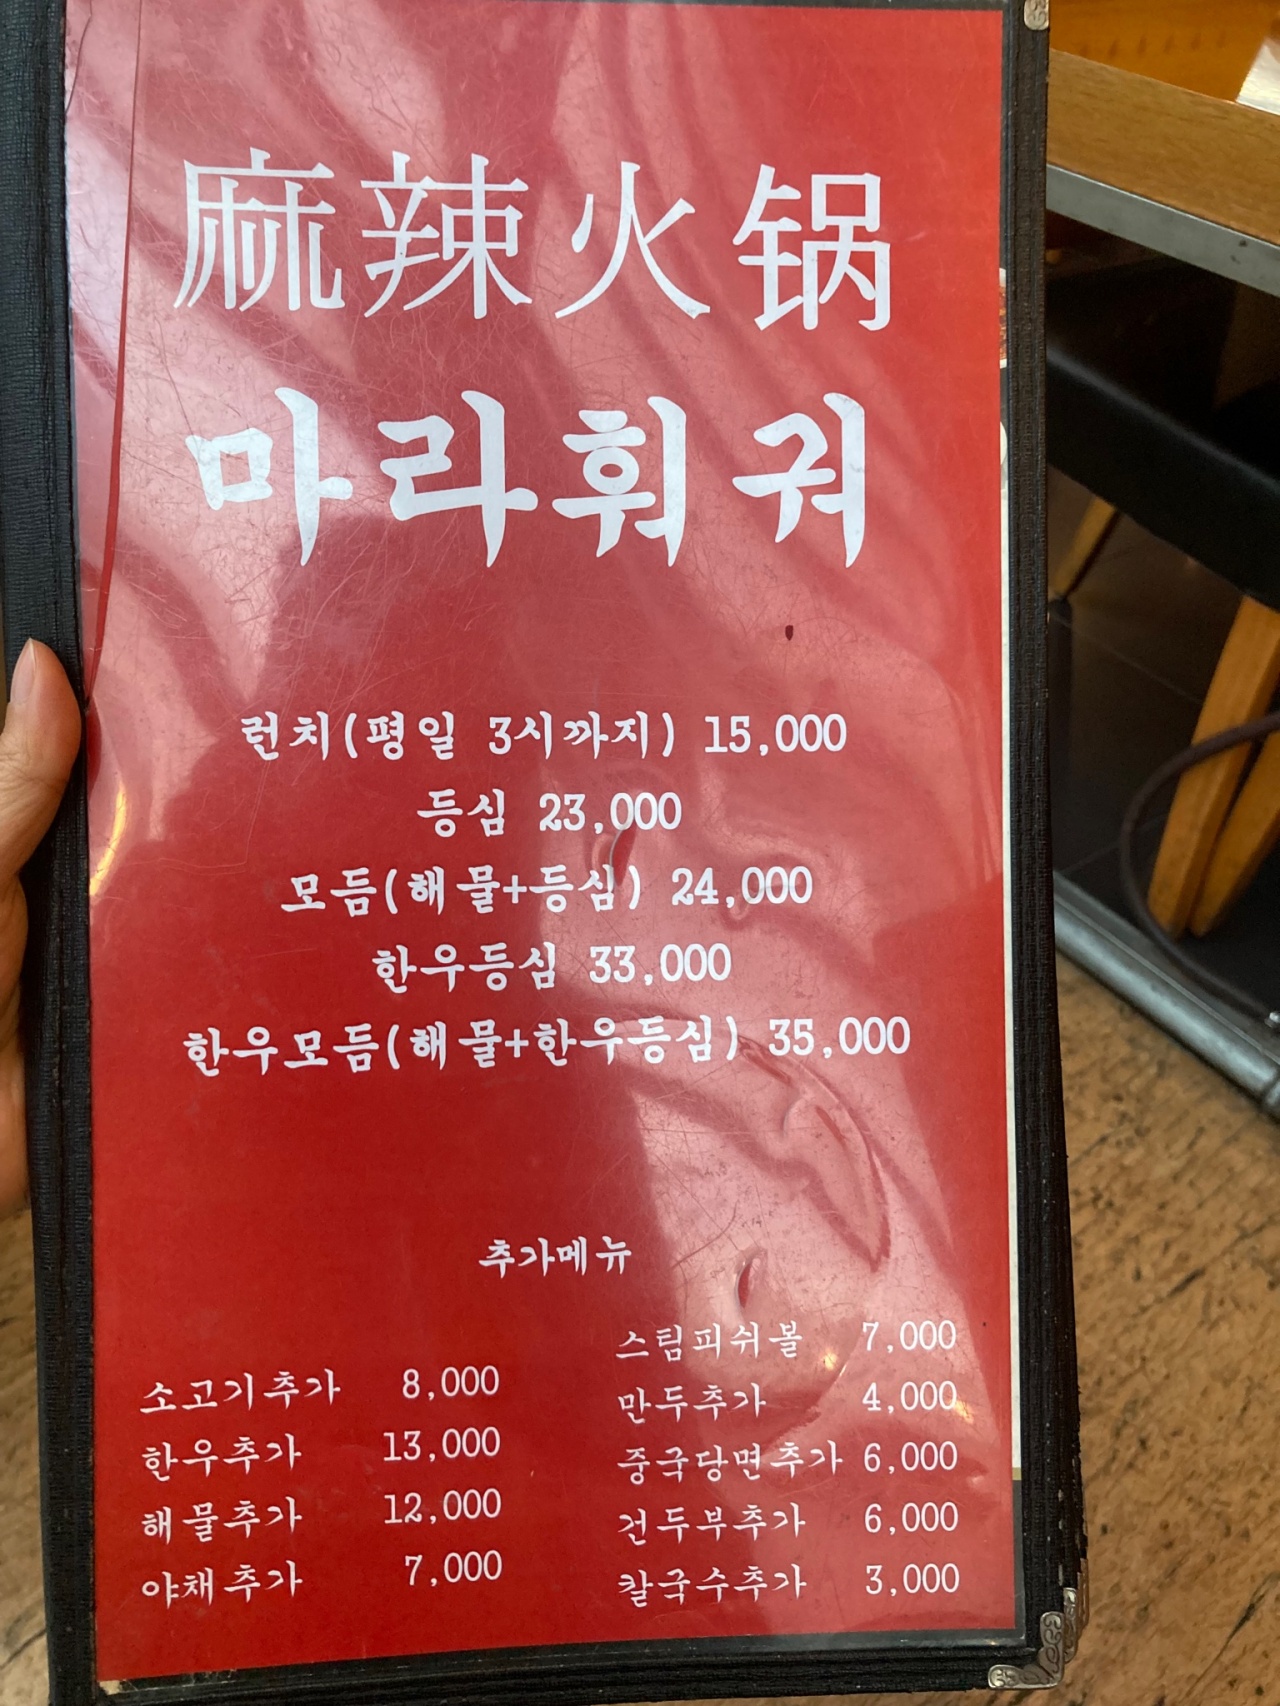 麻辣火锅
마라훠궈
런치(평일 3시까지) 15,000
등심 23,000
모듬(해물+등심) 24,000
한우등심 33,000
한우모듬(해물+한우등심) 35,000
추가메뉴
소고기추가 8,000
한우추가 13,000
해물추가 12,000
야채추가 7,000
스팀피쉬볼 7,000
만두추가 4,000
중국당면추가 6,000
건두부추가 6,000
칼국수추가 3,000